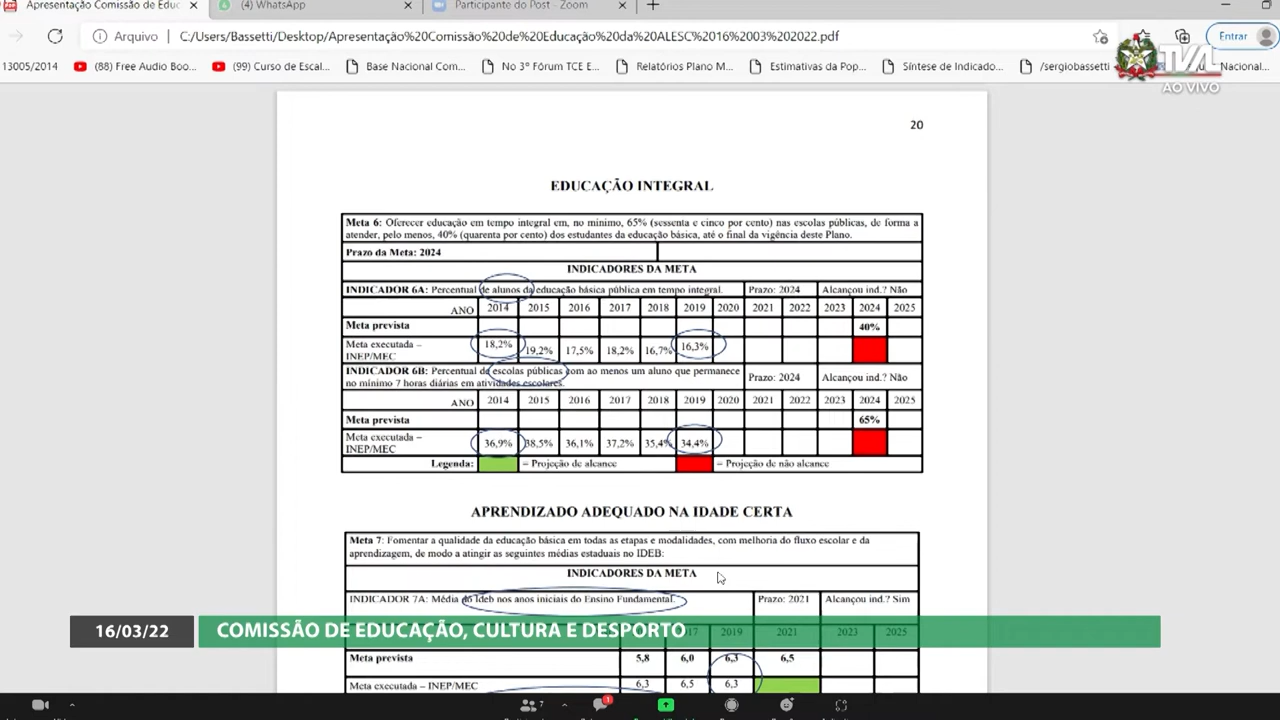 Apresentação Comissão de Educ
(4) WhatsApp
Participante do Post - Zoom
Arquivo
C:/Users/Bassetti/Desktop/Apresentação%20Comissão%20de%20Educação%20da%20ALESC%2016%2003%202022.pdf
Entrar
13005/2014
(88) Free Audio Boo...
(99) Curso de Escal...
Base Nacional Com...
No 3º Fórum TCE E...
Relatórios Plano M...
Estimativas da Pop...
Síntese de Indicado...
/sergiobassetti
Nacional...
TVAL
AO VIVO
20
EDUCAÇÃO INTEGRAL
Meta 6: Oferecer educação em tempo integral em, no mínimo, 65% (sessenta e cinco por cento) nas escolas públicas, de forma a
atender, pelo menos, 40% (quarenta por cento) dos estudantes da educação básica, até o final da vigência deste Plano.
Prazo da Meta: 2024
INDICADORES DA META
INDICADOR 6A: Percentual de alunos da educação básica pública em tempo integral. Prazo: 2024 Alcançou ind.? Não
ANO 2014 2015 2016 2017 2018 2019 2020 2021 2022 2023 2024 2025
Meta prevista 40%
Meta executada –
INEP/MEC 18,2% 19,2% 17,5% 18,2% 16,7% 16,3%
INDICADOR 6B: Percentual de escolas públicas com ao menos um aluno que permanece
no mínimo 7 horas diárias em atividades escolares. Prazo: 2024 Alcançou ind.? Não
ANO 2014 2015 2016 2017 2018 2019 2020 2021 2022 2023 2024 2025
Meta prevista 65%
Meta executada –
INEP/MEC 36,9% 38,5% 36,1% 37,2% 35,4% 34,4%
Legenda: = Projeção de alcance = Projeção de não alcance
APRENDIZADO ADEQUADO NA IDADE CERTA
Meta 7: Fomentar a qualidade da educação básica em todas as etapas e modalidades, com melhoria do fluxo escolar e da
aprendizagem, de modo a atingir as seguintes médias estaduais no IDEB:
INDICADORES DA META
INDICADOR 7A: Média do Ideb nos anos iniciais do Ensino Fundamental. Prazo: 2021 Alcançou ind.? Sim
16/03/22
COMISSÃO DE EDUCAÇÃO, CULTURA E DESPORTO
2019 2021 2023 2025
Meta prevista 5,8 6,0 6,3 6,5
Meta executada – INEP/MEC 6,3 6,5 6,3
7
1